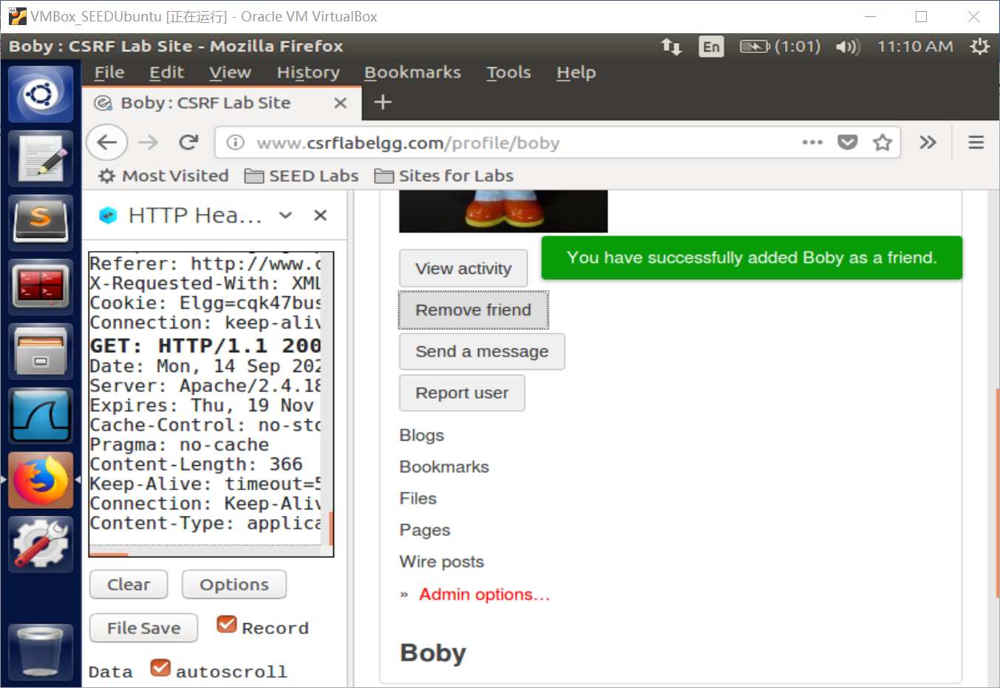 VMBox_SEEDUbuntu [正在运行] - Oracle VM VirtualBox
Boby : CSRF Lab Site - Mozilla Firefox
En (1:01) 11:10 AM
File Edit View History Bookmarks Tools Help
Boby : CSRF Lab Site
www.csrflabelgg.com/profile/boby
Most Visited SEED Labs Sites for Labs
HTTP Hea...
Referer: http://www.c
X-Requested-With: XML
Cookie: Elgg=cqk47bus
Connection: keep-aliv
GET: HTTP/1.1 200
Date: Mon, 14 Sep 202
Server: Apache/2.4.18
Expires: Thu, 19 Nov
Cache-Control: no-sto
Pragma: no-cache
Content-Length: 366
Keep-Alive: timeout=5
Connection: Keep-Aliv
Content-Type: applica
Clear Options
File Save Record
Data autoscroll
You have successfully added Boby as a friend.
View activity
Remove friend
Send a message
Report user
Blogs
Bookmarks
Files
Pages
Wire posts
» Admin options…
Boby